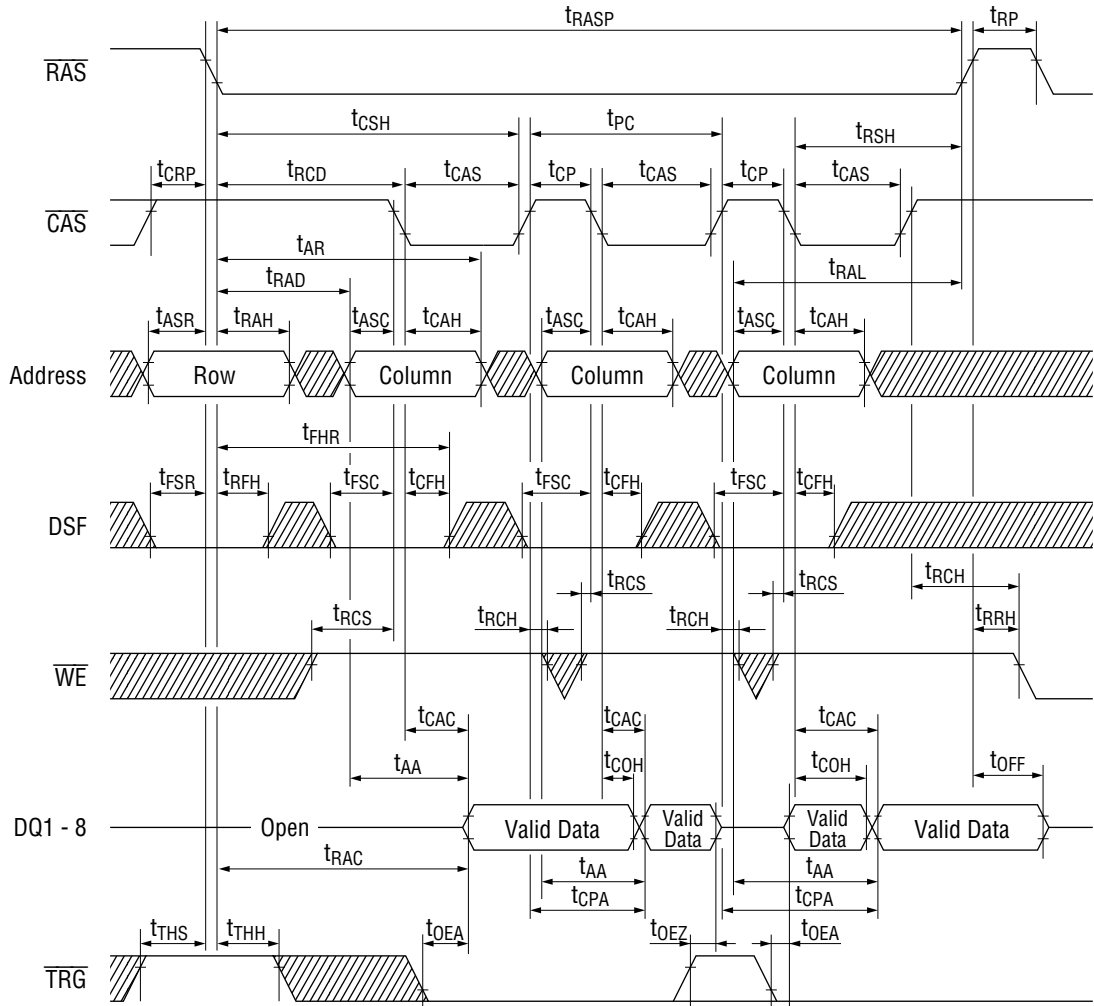 tRASP tRP
RAS
tCSH tPC tRSH
tCRP tRCD tCAS tCP tCAS tCP tCAS
CAS
tAR
tRAD tRAL
tASR tRAH tASC tCAH tASC tCAH tASC tCAH
Address Row Column Column Column
tFHR
tFSR tRFH tFSC tCFH tFSC tCFH tFSC tCFH
DSF
tRCS tRCS tRCH
tRCS tRCH tRCH tRRH
WE
tCAC tCAC tCAC
tAA tCOH tCOH tOFF
DQ1 - 8 Open Valid Data Valid Data Valid Data Valid Data
tRAC tAA tAA
tCPA tCPA
tTHS tTHH tOEA tOEZ tOEA
TRG